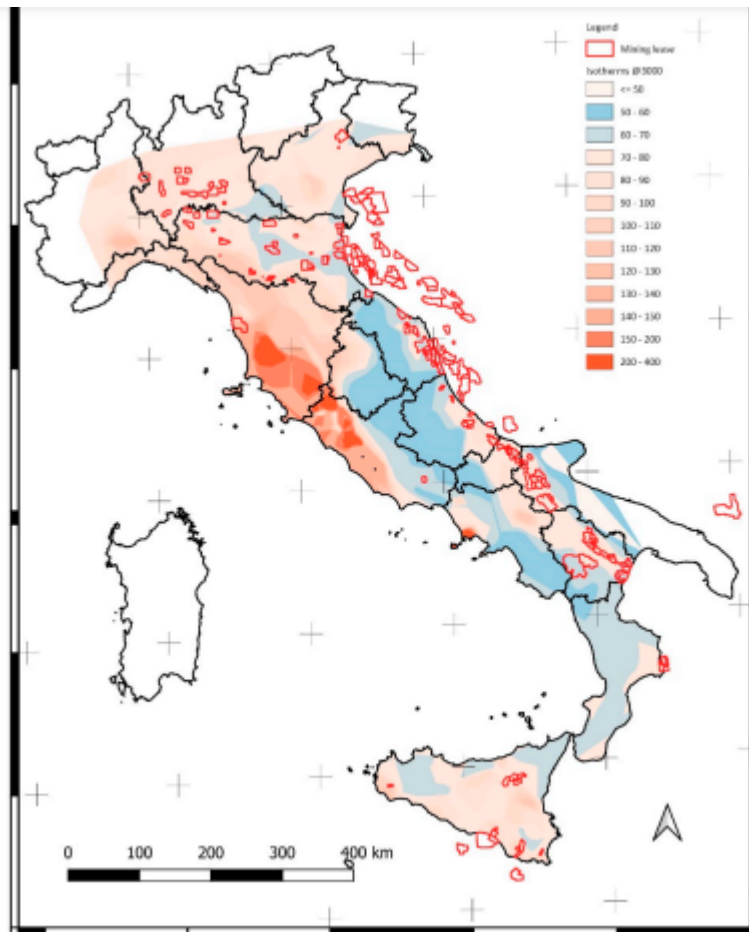 Legend
Mining lease
Isotherms @3000
<= 50
50 - 60
60 - 70
70 - 80
80 - 90
90 - 100
100 - 110
110 - 120
120 - 130
130 - 140
140 - 150
150 - 200
200 - 400
0 100 200 300 400 km